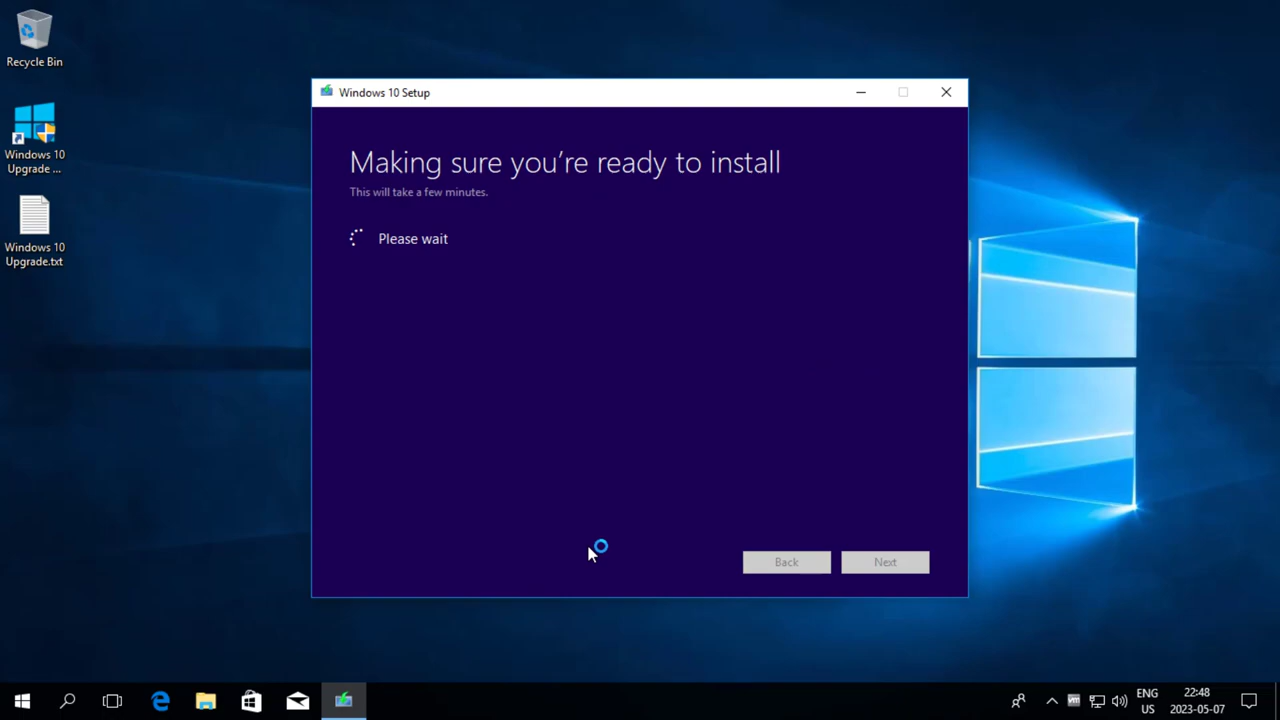 Recycle Bin
Windows 10
Upgrade ...
Windows 10
Upgrade.txt
Windows 10 Setup
Making sure you're ready to install
This will take a few minutes.
Please wait
Back
Next
vm
ENG
US
22:48
2023-05-07